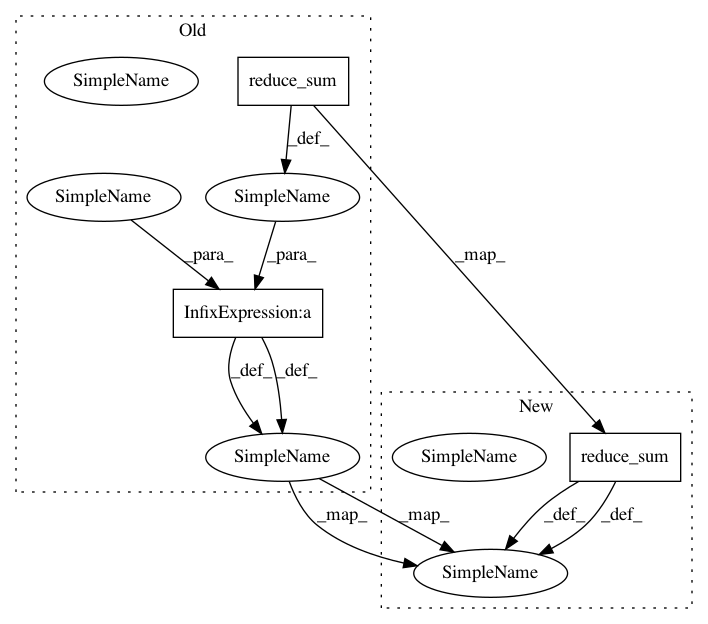 Old
SimpleName
reduce_sum
_def_
SimpleName
SimpleName
_para_
_para_
_map_
InfixExpression:a
_def_
_def_
New
SimpleName
SimpleName
reduce_sum
_map_
_map_
_def_
_def_
SimpleName